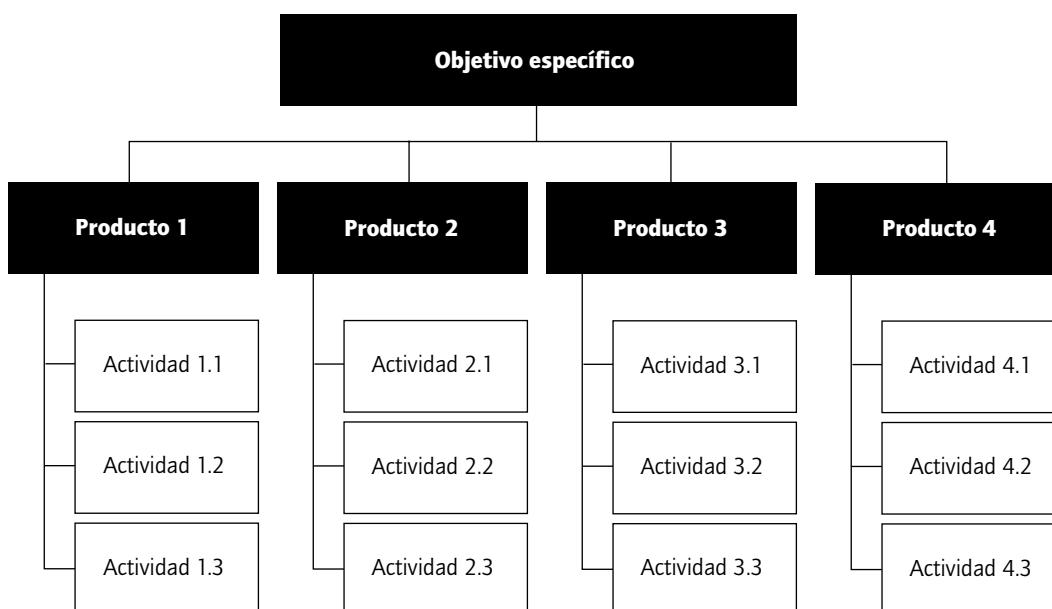 Objetivo específico
Producto 1
Producto 2
Producto 3
Producto 4
Actividad 1.1
Actividad 2.1
Actividad 3.1
Actividad 4.1
Actividad 1.2
Actividad 2.2
Actividad 3.2
Actividad 4.2
Actividad 1.3
Actividad 2.3
Actividad 3.3
Actividad 4.3